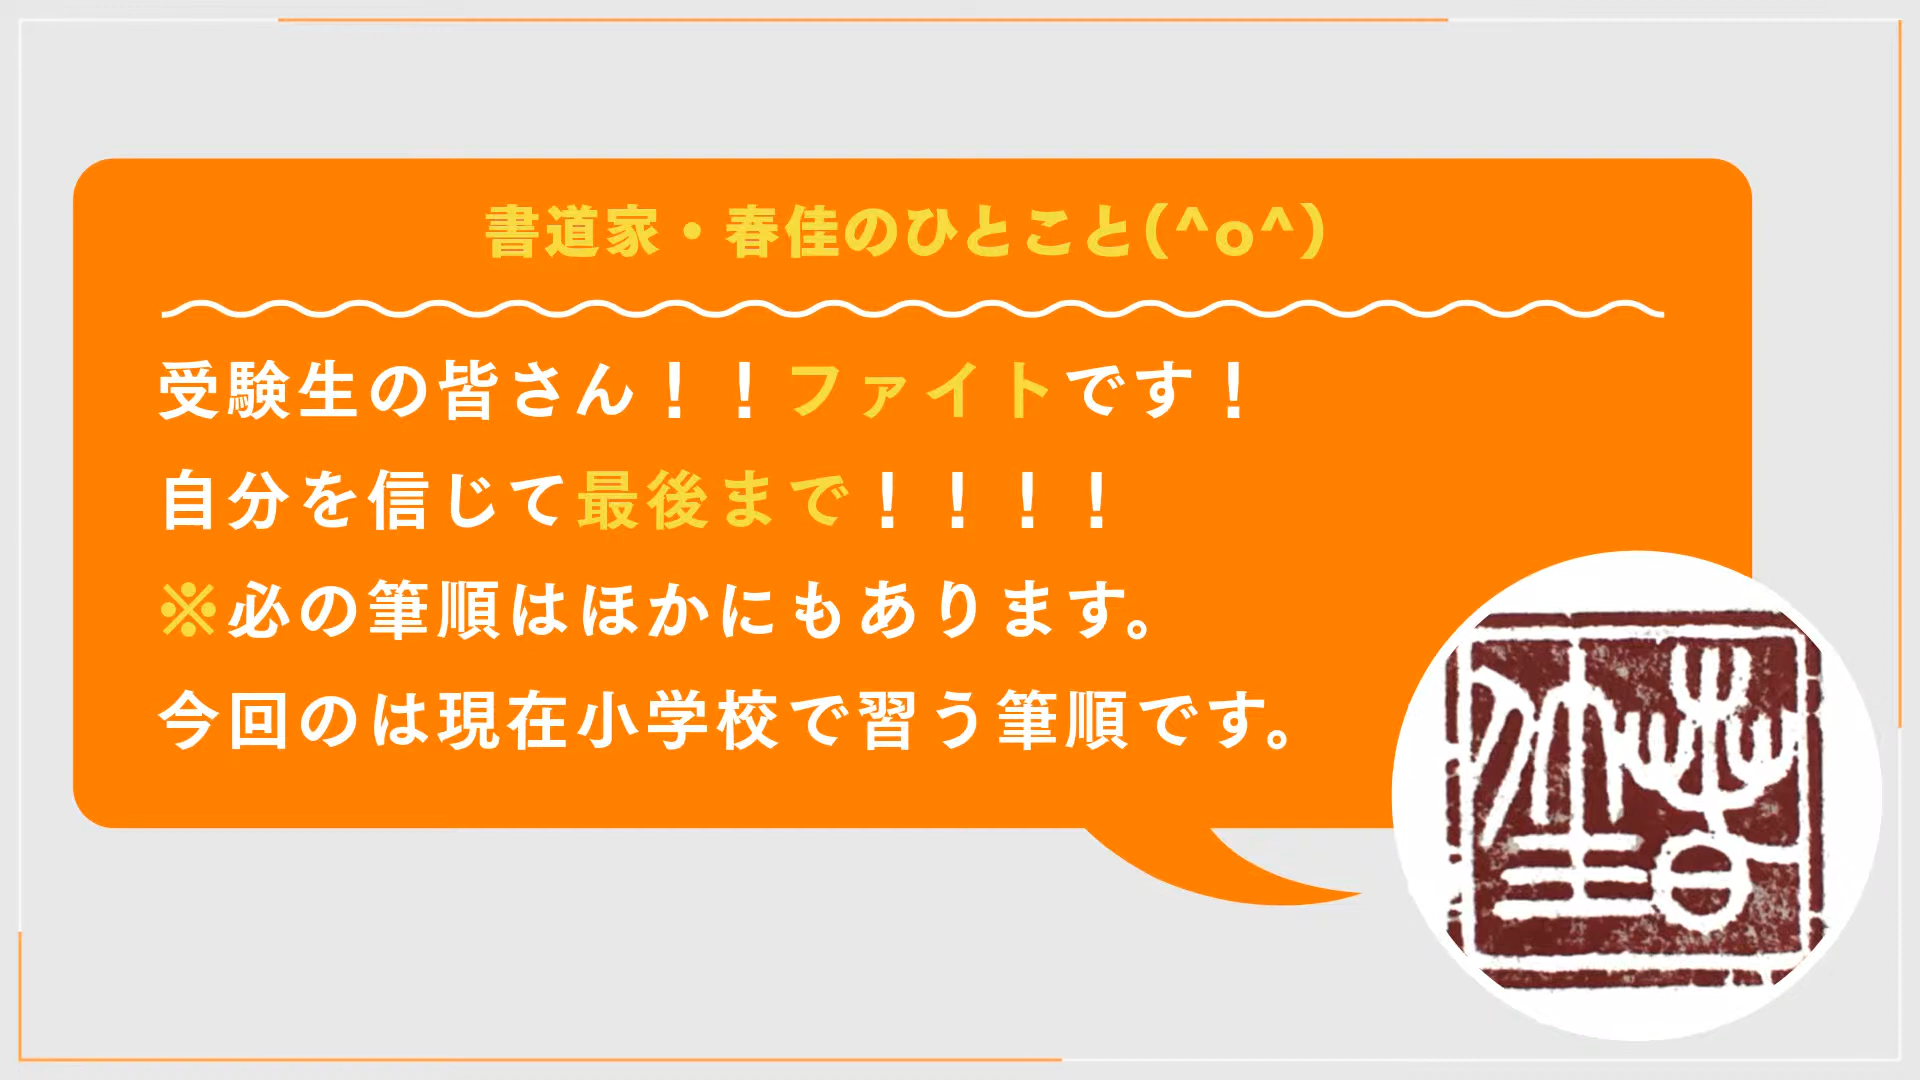 書道家・春佳のひとこと(^o^)
受験生の皆さん！！ファイトです！
自分を信じて最後まで！！！！
※必の筆順はほかにもあります。
今回のは現在小学校で習う筆順です。
春佳